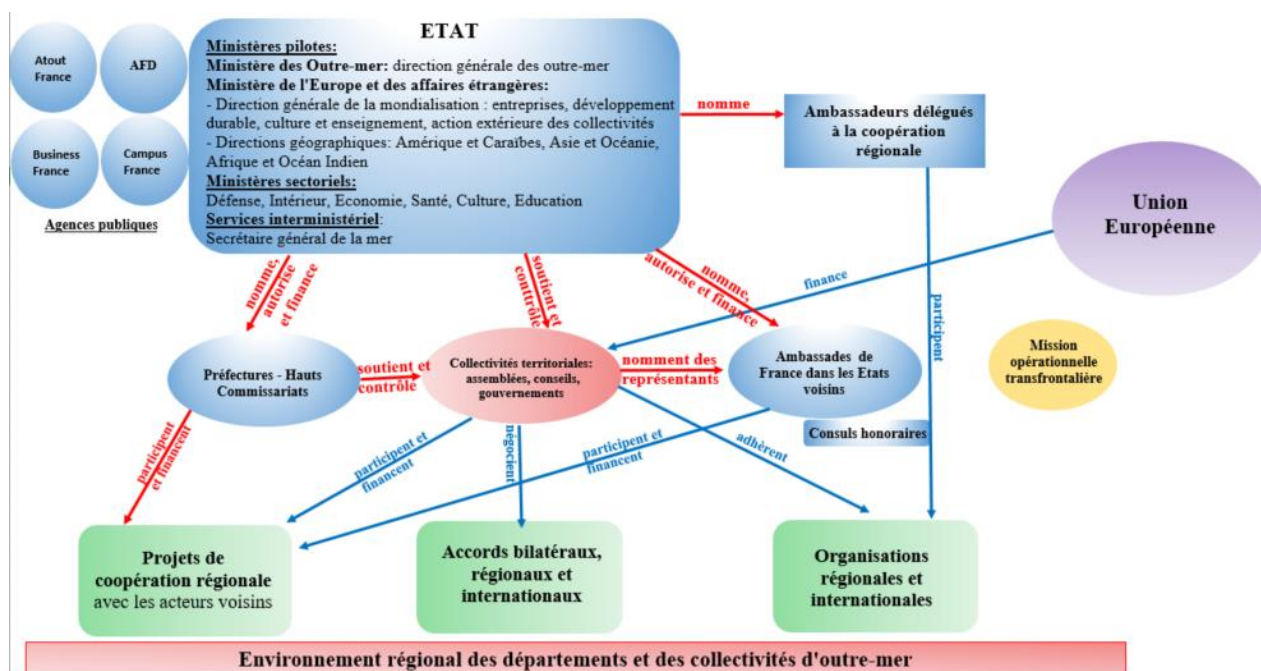 Atout
France
AFD
Business
France
Campus
France
Agences publiques
ETAT
Ministères pilotes:
Ministère des Outre-mer: direction générale des outre-mer
Ministère de l'Europe et des affaires étrangères:
- Direction générale de la mondialisation : entreprises, développement
durable, culture et enseignement, action extérieure des collectivités
- Directions géographiques: Amérique et Caraïbes, Asie et Océanie,
Afrique et Océan Indien
Ministères sectoriels:
Défense, Intérieur, Economie, Santé, Culture, Education
Services interministériel:
Secrétaire général de la mer
nomme
Ambassadeurs délégués
à la coopération
régionale
Union
Européenne
nomme,
autorise
et finance
soutient et
conttrôle
nomme,
autorise et finance
finance
participent
Préfectures - Hauts
Commissariats
soutient et
contrôle
Collectivités territoriales:
assemblées, conseils,
gouvernements
nomment des
représentants
Ambassades de
France dans les Etats
voisins
Consuls honoraires
Mission
opérationnelle
transfrontalière
participent
et financent
participent et
financent
négocient
participent et
financent
adhèrent
Projets de
coopération régionale
avec les acteurs voisins
Accords bilatéraux,
régionaux et
internationaux
Organisations
régionales et
internationales
Environnement régional des départements et des collectivités d'outre-mer